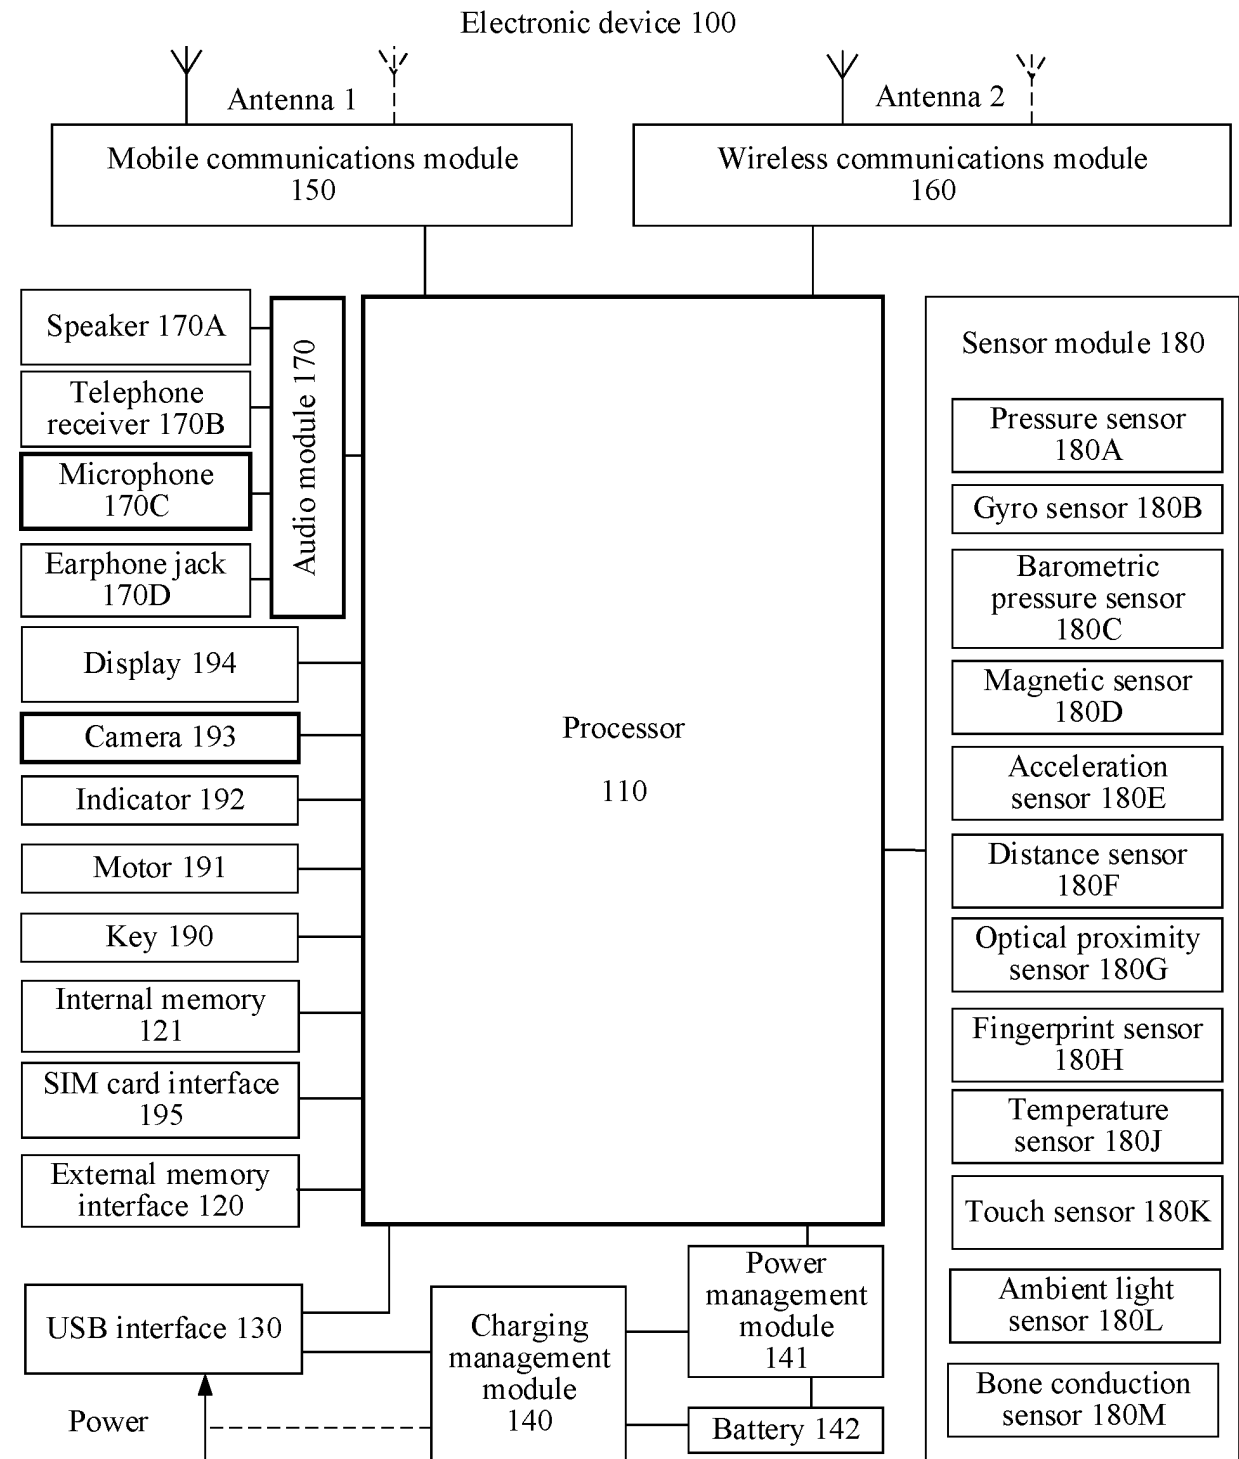 Electronic device 100
Antenna 1
Antenna 2
Mobile communications module
150
Wireless communications module
160
Speaker 170A
Telephone
receiver 170B
Microphone
170C
Earphone jack
170D
Audio module 170
Display 194
Camera 193
Indicator 192
Motor 191
Key 190
Internal memory
121
SIM card interface
195
External memory
interface 120
Processor
110
Sensor module 180
Pressure sensor
180A
Gyro sensor 180B
Barometric
pressure sensor
180C
Magnetic sensor
180D
Acceleration
sensor 180E
Distance sensor
180F
Optical proximity
sensor 180G
Fingerprint sensor
180H
Temperature
sensor 180J
Touch sensor 180K
Ambient light
sensor 180L
Bone conduction
sensor 180M
USB interface 130
Power
Charging
management
module
140
Power
management
module
141
Battery 142